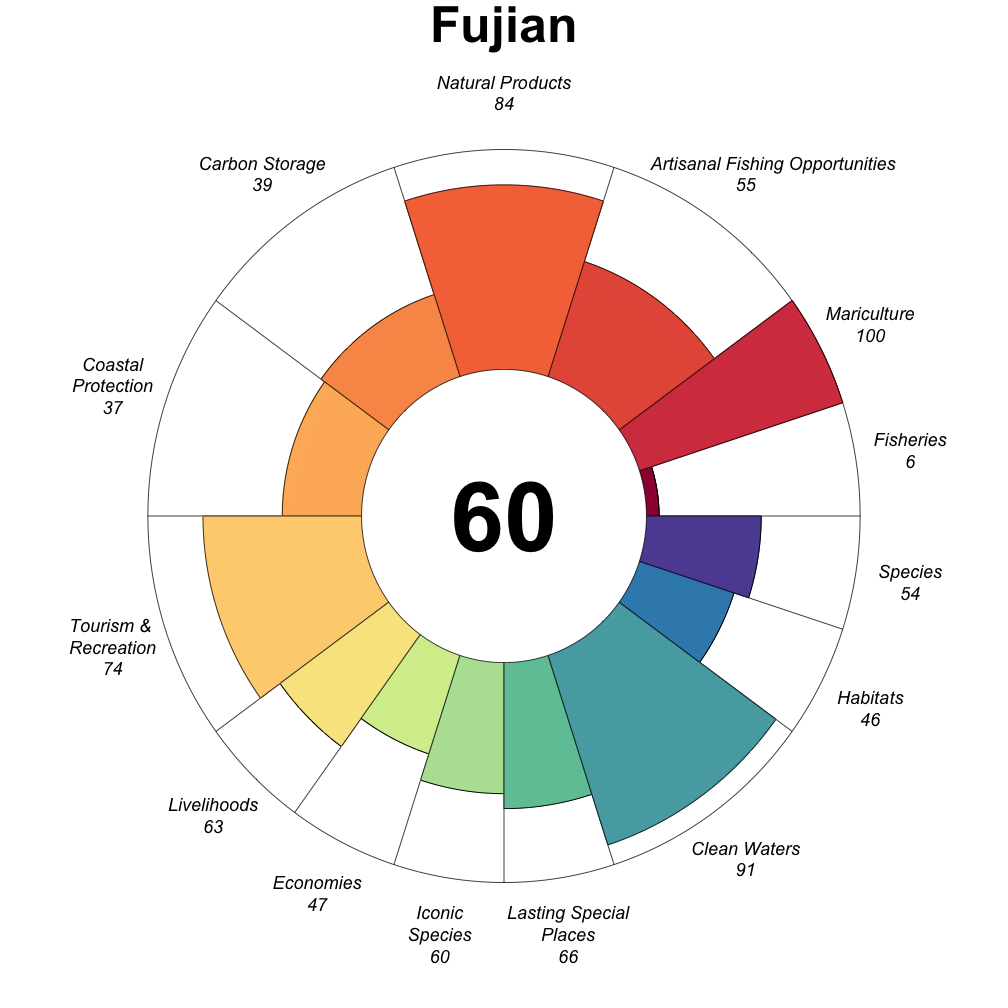 Fujian
Natural Products
84
Carbon Storage
39
Artisanal Fishing Opportunities
55
Mariculture
100
Coastal
Protection
37
Fisheries
6
60
Species
54
Tourism &
Recreation
74
Habitats
46
Livelihoods
63
Clean Waters
91
Economies
47
Iconic
Species
60
Lasting Special
Places
66